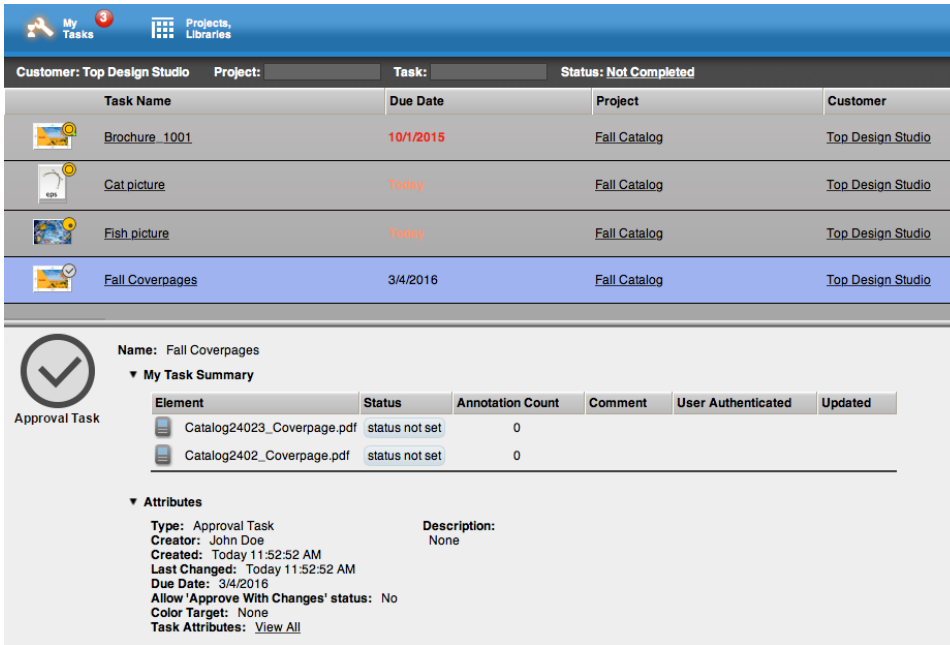 My Tasks 3 Projects, Libraries
Customer: Top Design Studio Project: Task: Status: Not Completed
Task Name Due Date Project Customer
Brochure_1001 10/1/2015 Fall Catalog Top Design Studio
eps Cat picture Today Fall Catalog Top Design Studio
Fish picture Today Fall Catalog Top Design Studio
Fall Coverpages 3/4/2016 Fall Catalog Top Design Studio
Approval Task
Name: Fall Coverpages
▼ My Task Summary
Element Status Annotation Count Comment User Authenticated Updated
Catalog24023_Coverpage.pdf status not set 0
Catalog2402_Coverpage.pdf status not set 0
▼ Attributes
Type: Approval Task Description:
Creator: John Doe None
Created: Today 11:52:52 AM
Last Changed: Today 11:52:52 AM
Due Date: 3/4/2016
Allow 'Approve With Changes' status: No
Color Target: None
Task Attributes: View All